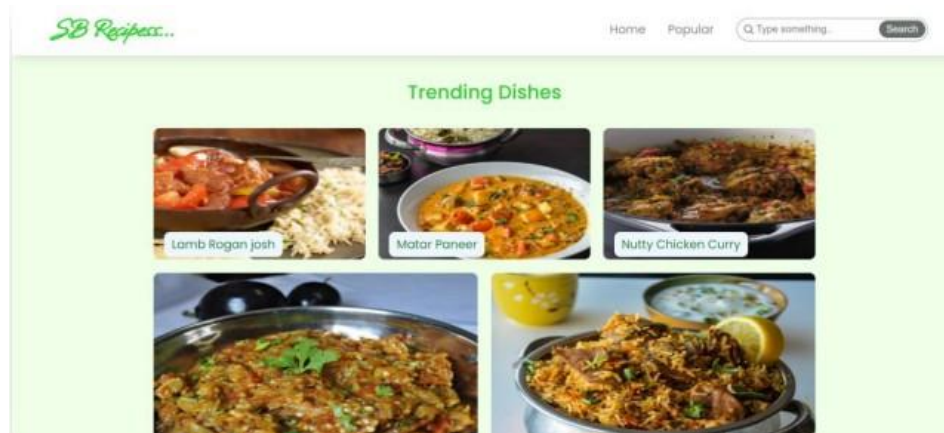 SB Recipess...
Home Popular Type something.. Search
Trending Dishes
Lamb Rogan josh Matar Paneer Nutty Chicken Curry